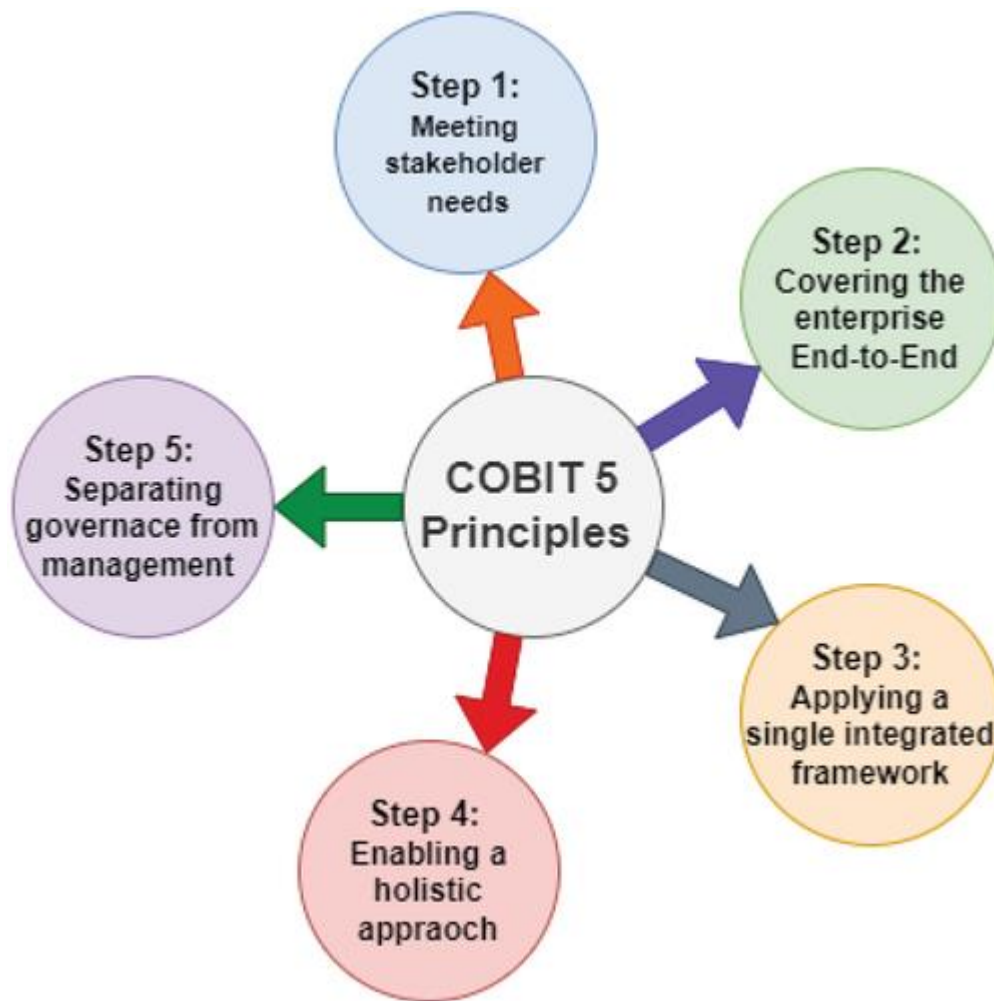 Step 1:
Meeting
stakeholder
needs
Step 2:
Covering the
enterprise
End-to-End
Step 5:
Separating
governace from
management
COBIT 5
Principles
Step 3:
Applying a
single integrated
framework
Step 4:
Enabling a
holistic
appraoch